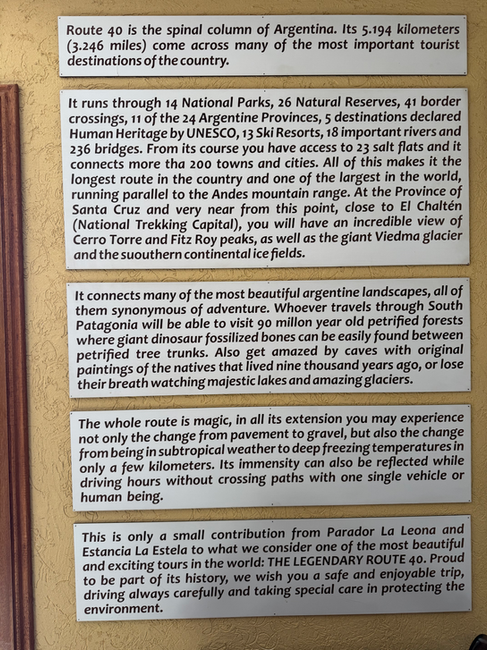 Route 40 is the spinal column of Argentina. Its 5.194 kilometers
(3.246 miles) come across many of the most important tourist
destinations of the country.
It runs through 14 National Parks, 26 Natural Reserves, 41 border
crossings, 11 of the 24 Argentine Provinces, 5 destinations declared
Human Heritage by UNESCO, 13 Ski Resorts, 18 important rivers and
236 bridges. From its course you have access to 23 salt flats and it
connects more tha 200 towns and cities. All of this makes it the
longest route in the country and one of the largest in the world,
running parallel to the Andes mountain range. At the Province of
Santa Cruz and very near from this point, close to El Chaltén
(National Trekking Capital), you will have an incredible view of
Cerro Torre and Fitz Roy peaks, as well as the giant Viedma glacier
and the suouthern continental ice fields.
It connects many of the most beautiful argentine landscapes, all of
them synonymous of adventure. Whoever travels through South
Patagonia will be able to visit 90 millon year old petrified forests
where giant dinosaur fossilized bones can be easily found between
petrified tree trunks. Also get amazed by caves with original
paintings of the natives that lived nine thousand years ago, or lose
their breath watching majestic lakes and amazing glaciers.
The whole route is magic, in all its extension you may experience
not only the change from pavement to gravel, but also the change
from being in subtropical weather to deep freezing temperatures in
only a few kilometers. Its immensity can also be reflected while
driving hours without crossing paths with one single vehicle or
human being.
This is only a small contribution from Parador La Leona and
Estancia La Estela to what we consider one of the most beautiful
and exciting tours in the world: THE LEGENDARY ROUTE 40. Proud
to be part of its history, we wish you a safe and enjoyable trip,
driving always carefully and taking special care in protecting the
environment.